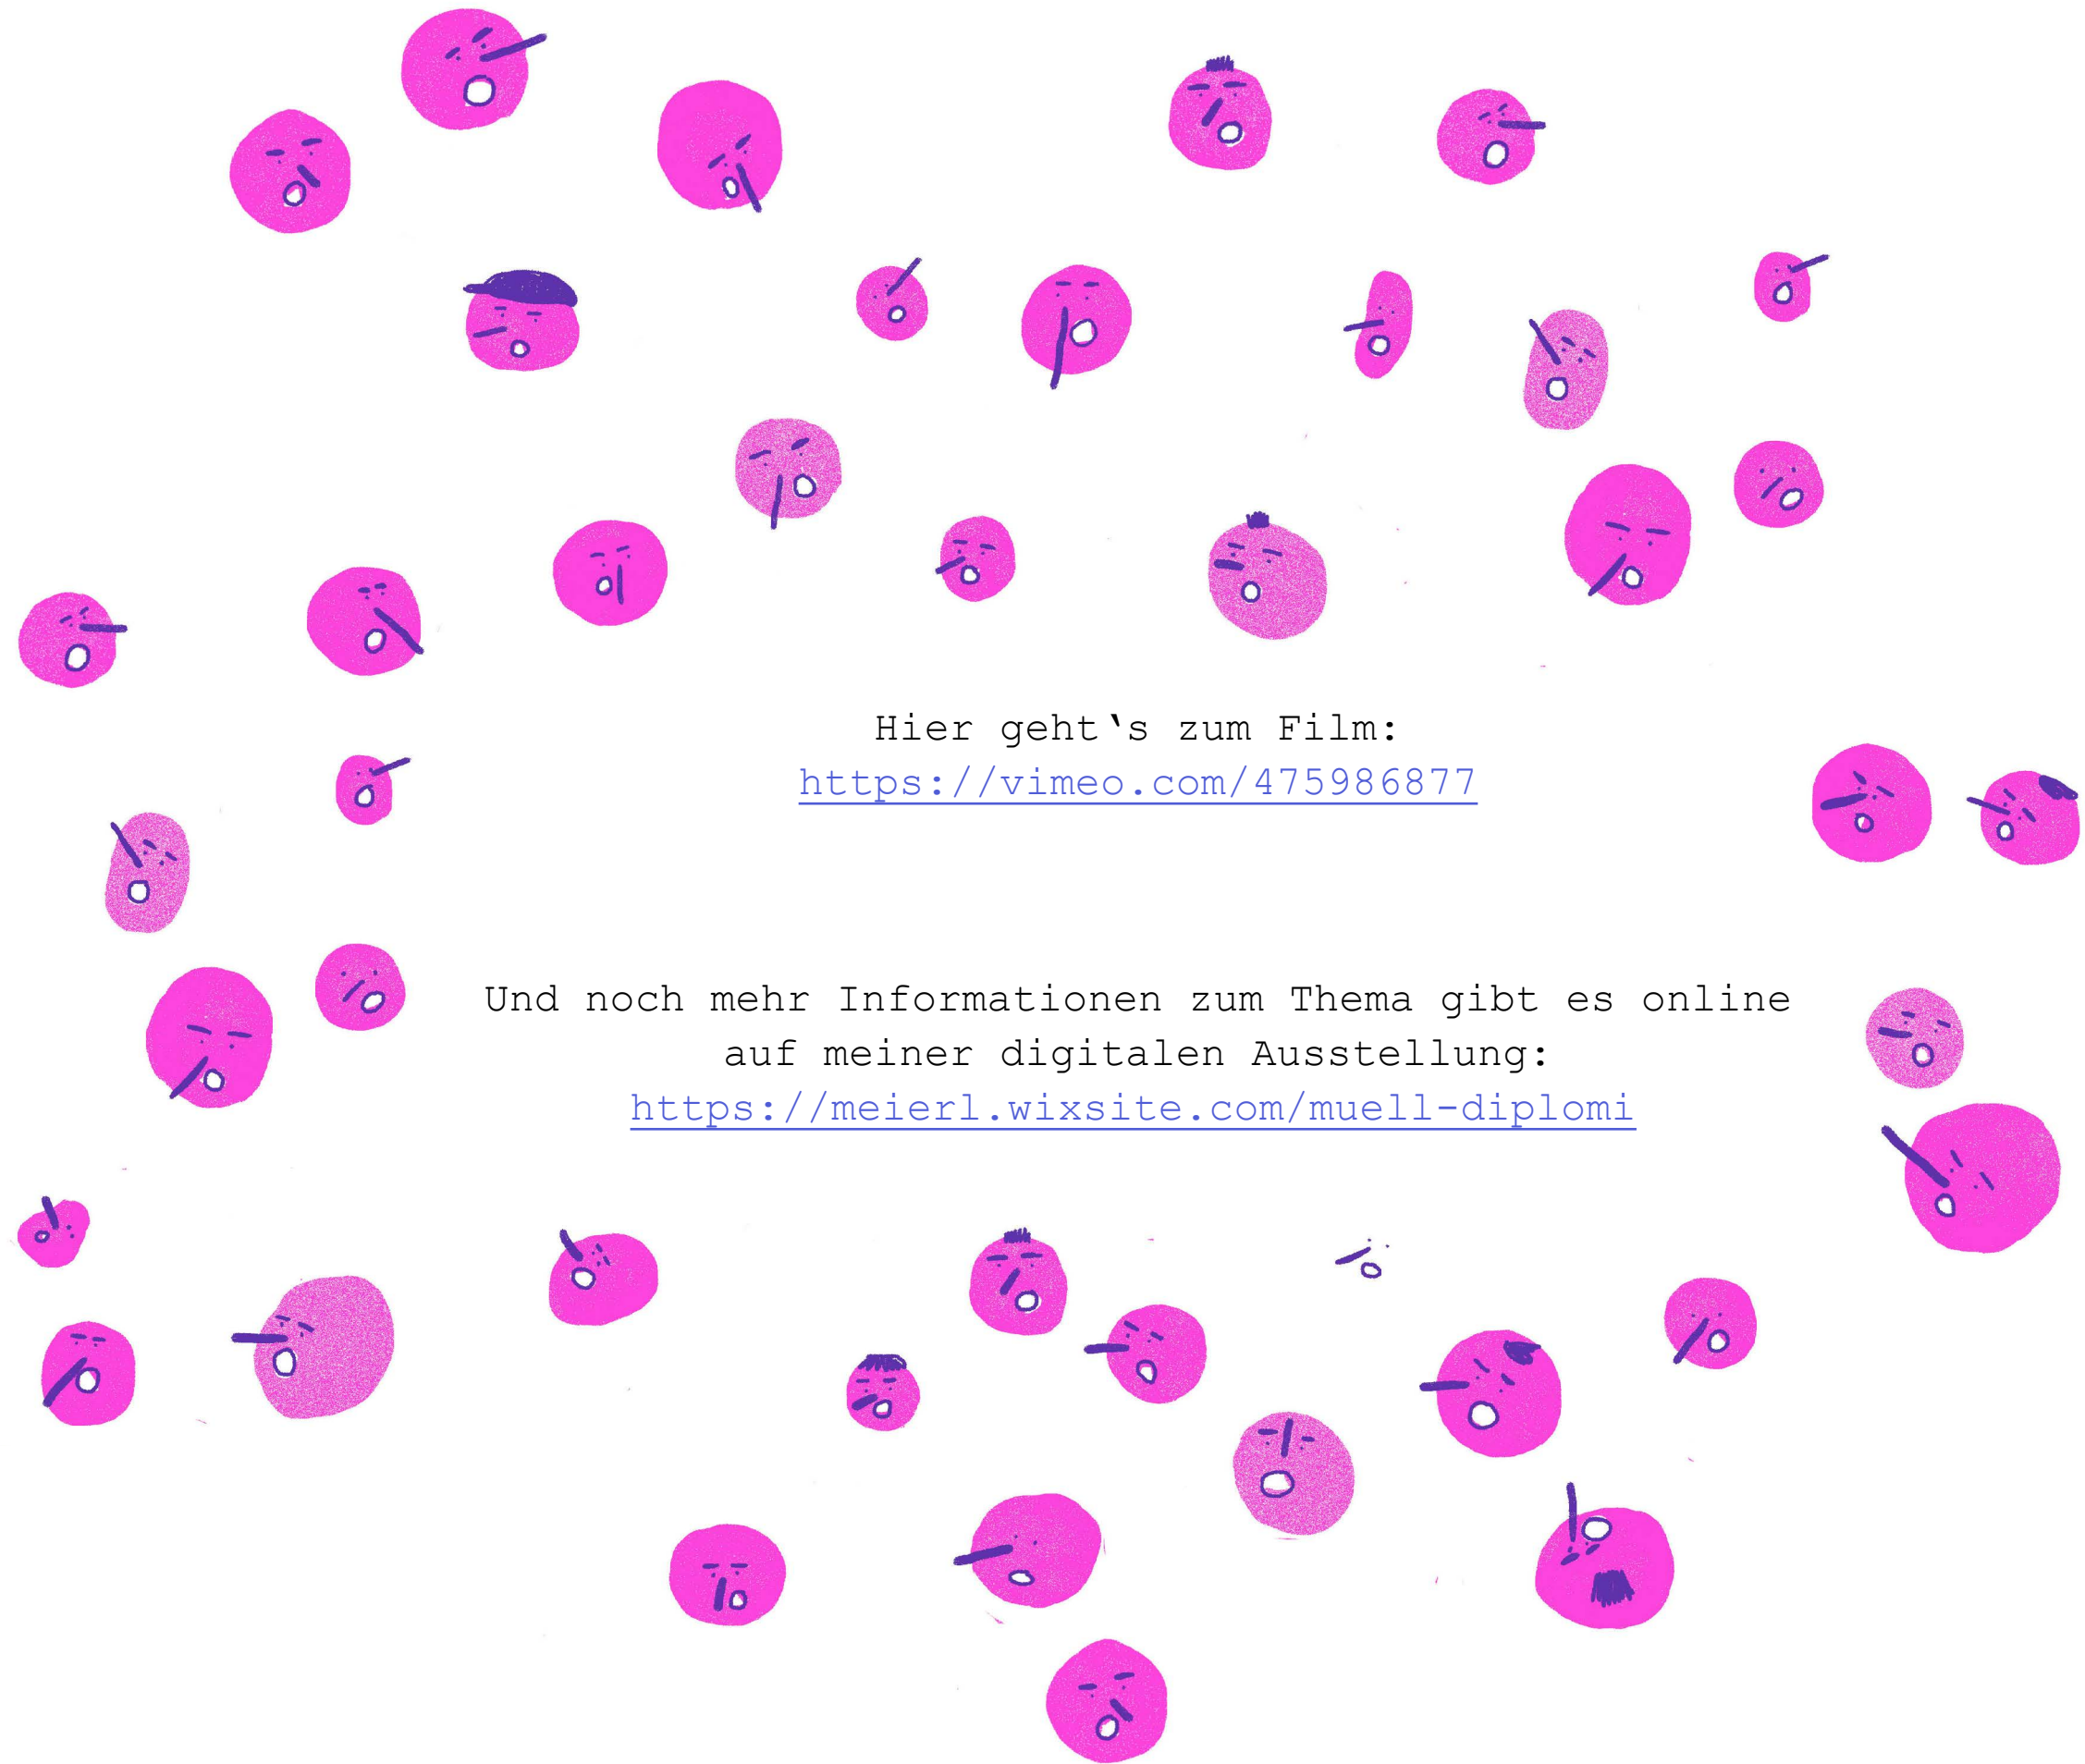 Hier geht‘s zum Film:
https://vimeo.com/475986877
Und noch mehr Informationen zum Thema gibt es online
auf meiner digitalen Ausstellung:
https://meierl.wixsite.com/muell-diplomi